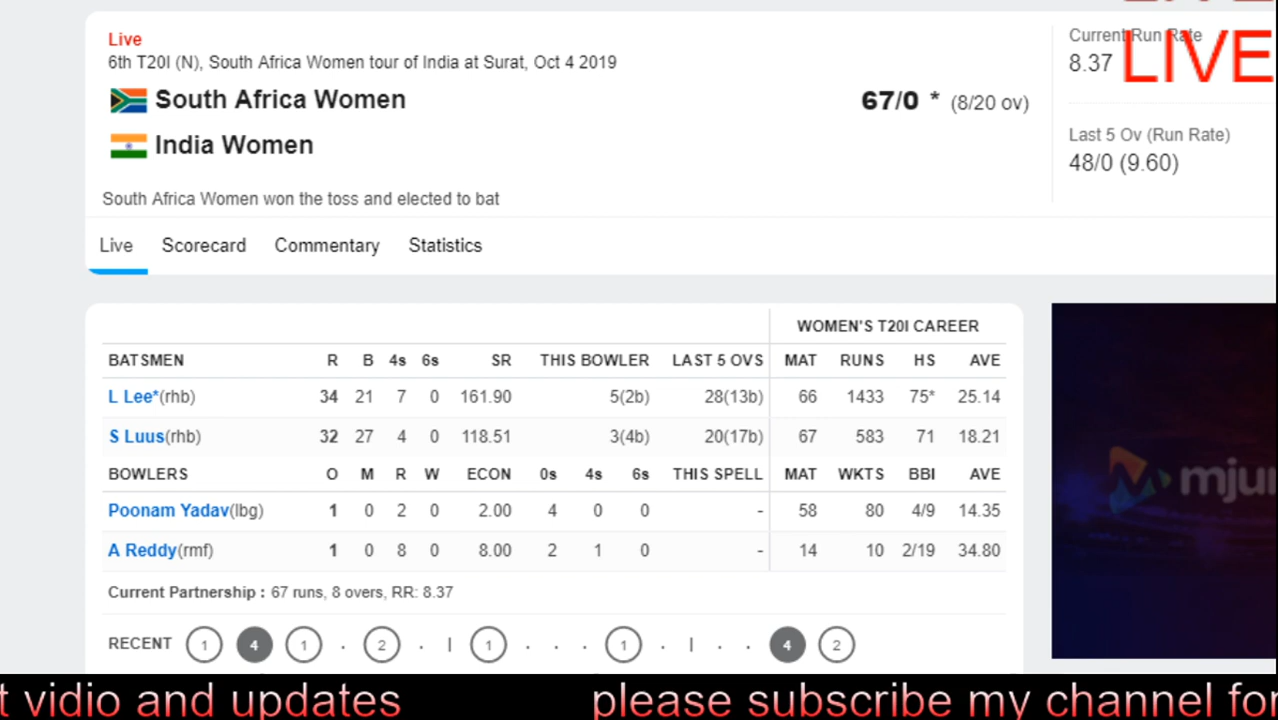 Live
6th T20I (N), South Africa Women tour of India at Surat, Oct 4 2019
South Africa Women 67/0 * (8/20 ov)
India Women
South Africa Women won the toss and elected to bat
Current Run Rate
8.37
LIVE
Last 5 Ov (Run Rate)
48/0 (9.60)
Live Scorecard Commentary Statistics
WOMEN'S T20I CAREER
BATSMEN R B 4s 6s SR THIS BOWLER LAST 5 OVS MAT RUNS HS AVE
L Lee*(rhb) 34 21 7 0 161.90 5(2b) 28(13b) 66 1433 75* 25.14
S Luus(rhb) 32 27 4 0 118.51 3(4b) 20(17b) 67 583 71 18.21
BOWLERS O M R W ECON 0s 4s 6s THIS SPELL MAT WKTS BBI AVE
Poonam Yadav(lbg) 1 0 2 0 2.00 4 0 0 - 58 80 4/9 14.35
A Reddy(rmf) 1 0 8 0 8.00 2 1 0 - 14 10 2/19 34.80
Current Partnership : 67 runs, 8 overs, RR: 8.37
RECENT 1 4 1 . 2 . | 1 . . . 1 . | . . 4 2
mjun
t vidio and updates please subscribe my channel for